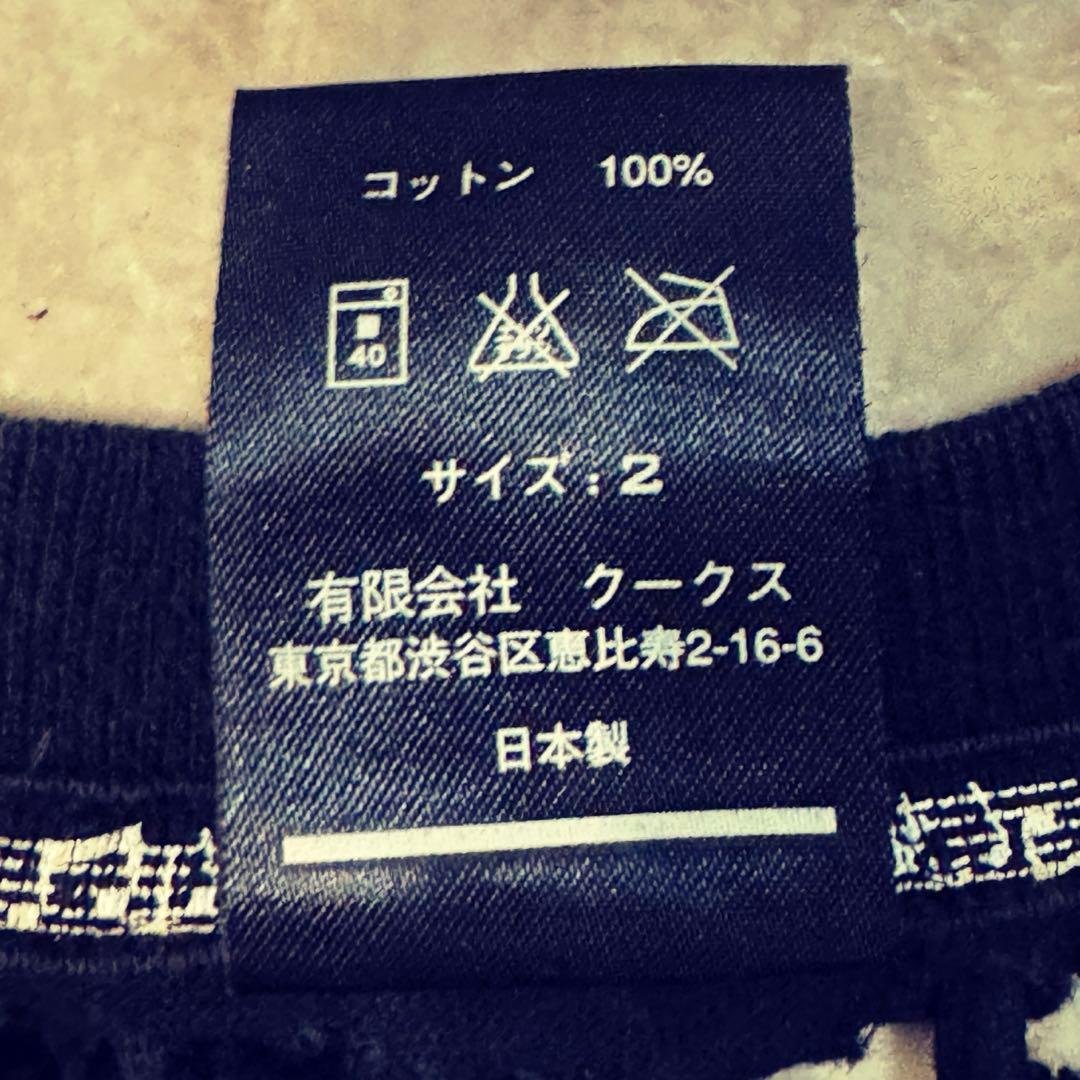 コットン 100%
40
サイズ : 2
有限会社 クークス
東京都渋谷区恵比寿2-16-6
日本製